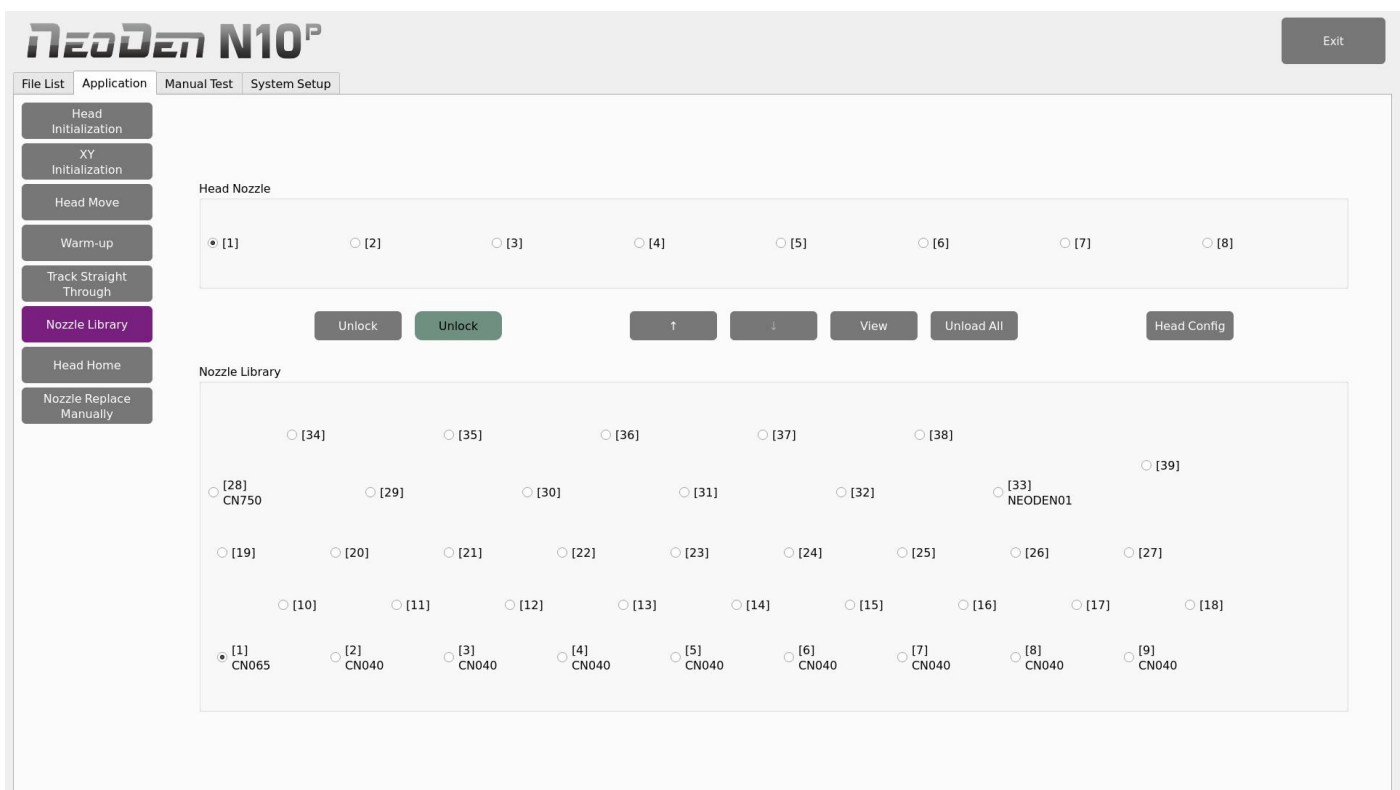 NeoDen N10P
Exit
File List Application Manual Test System Setup
Head
Initialization
XY
Initialization
Head Move
Warm-up
Track Straight
Through
Nozzle Library
Head Home
Nozzle Replace
Manually
Head Nozzle
[1] [2] [3] [4] [5] [6] [7] [8]
Unlock Unlock ↑ ↓ View Unload All Head Config
Nozzle Library
[34] [35] [36] [37] [38]
[39]
[28] [29] [30] [31] [32] [33]
CN750 NEODEN01
[19] [20] [21] [22] [23] [24] [25] [26] [27]
[10] [11] [12] [13] [14] [15] [16] [17] [18]
[1] [2] [3] [4] [5] [6] [7] [8] [9]
CN065 CN040 CN040 CN040 CN040 CN040 CN040 CN040 CN040